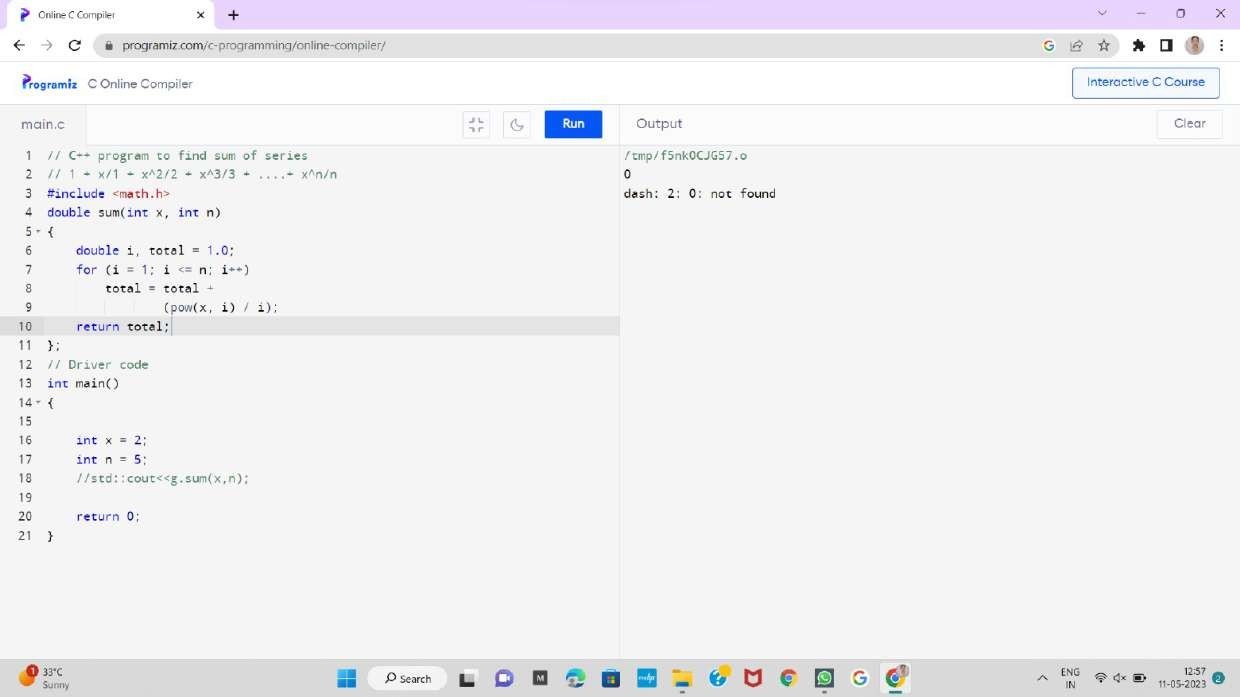 Online C Compiler
programiz.com/c-programming/online-compiler/
Programiz C Online Compiler
Interactive C Course
main.c
Run
Output
Clear
1 // C++ program to find sum of series
2 // 1 + x/1 + x^2/2 + x^3/3 + ....+ x^n/n
3 #include <math.h>
4 double sum(int x, int n)
5 {
6 double i, total = 1.0;
7 for (i = 1; i <= n; i++)
8 total = total +
9 (pow(x, i) / i);
10 return total;
11 };
12 // Driver code
13 int main()
14 {
15
16 int x = 2;
17 int n = 5;
18 //std::cout<<g.sum(x,n);
19
20 return 0;
21 }
/tmp/f5nkOCJG57.o
0
dash: 2: 0: not found
1
33°C
Sunny
Search
M
ENG
IN
12:57
11-05-2023
2